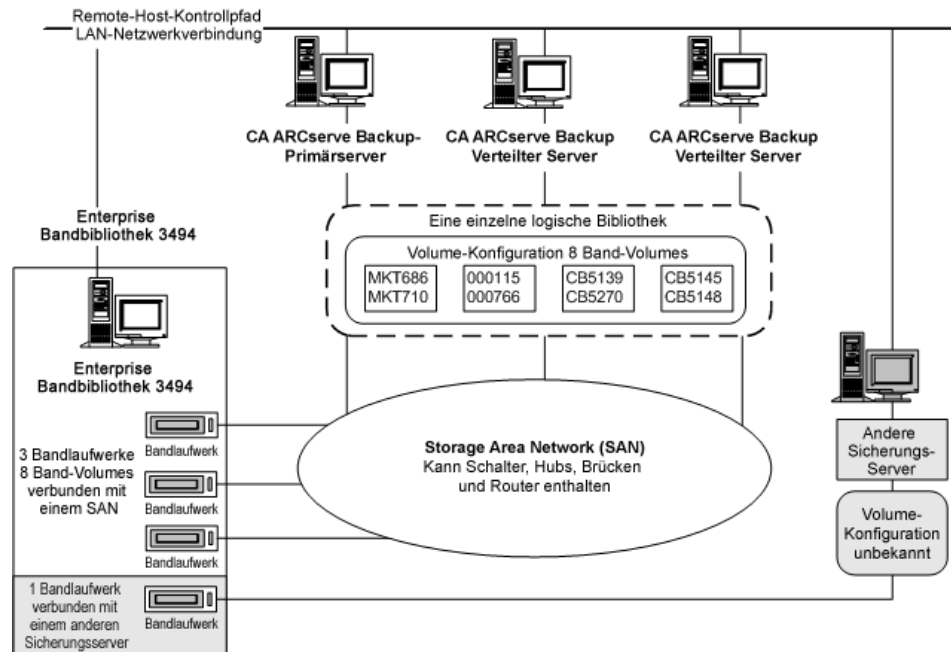 Remote-Host-Kontrollpfad
LAN-Netzwerkverbindung
CA ARCserve Backup-
Primärserver
CA ARCserve Backup
Verteilter Server
CA ARCserve Backup
Verteilter Server
Eine einzelne logische Bibliothek
Volume-Konfiguration 8 Band-Volumes
MKT686
MKT710
000115
000766
CB5139
CB5270
CB5145
CB5148
Enterprise
Bandbibliothek 3494
Enterprise
Bandbibliothek 3494
3 Bandlaufwerke
8 Band-Volumes
verbunden mit
einem SAN
Bandlaufwerk
Bandlaufwerk
Bandlaufwerk
1 Bandlaufwerk
verbunden mit
einem anderen
Sicherungsserver
Bandlaufwerk
Storage Area Network (SAN)
Kann Schalter, Hubs, Brücken
und Router enthalten
Andere
Sicherungs-
Server
Volume-
Konfiguration
unbekannt